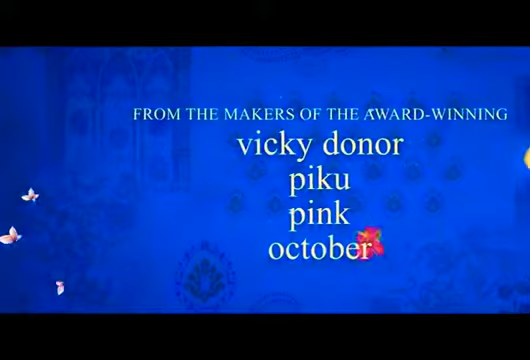 FROM THE MAKERS OF THE AWARD-WINNING
vicky donor
piku
pink
october